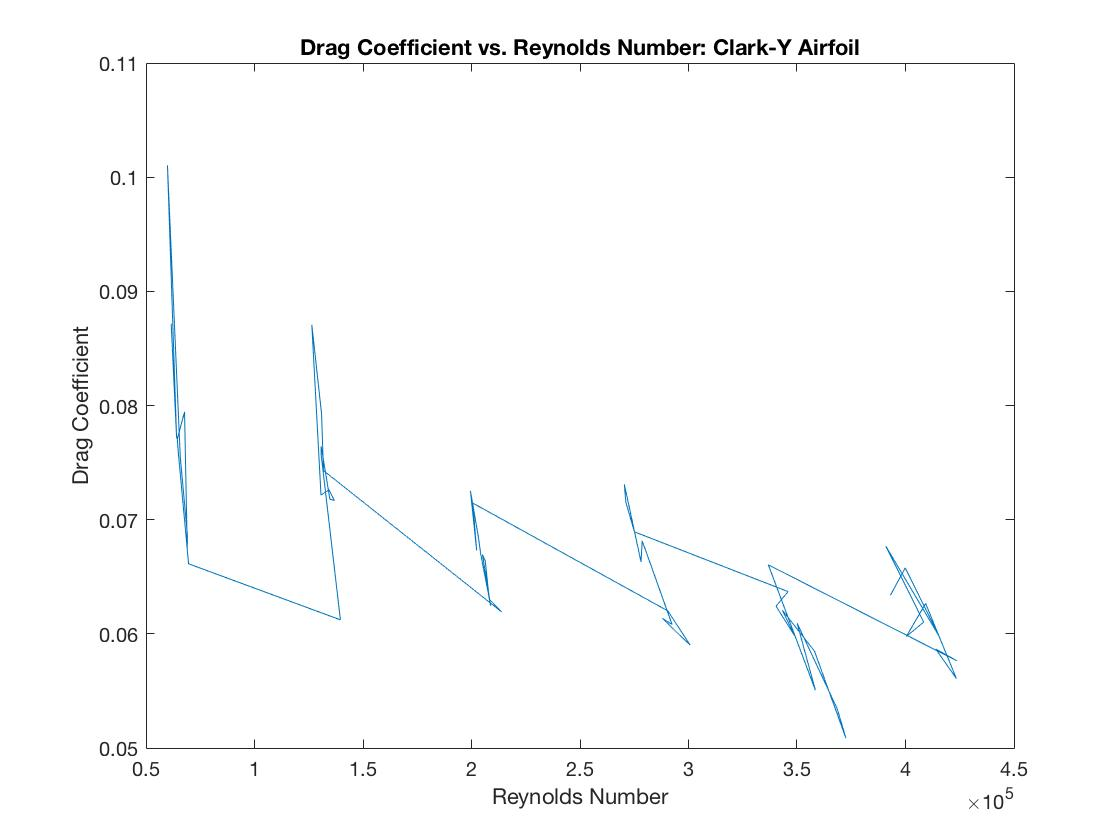 Drag Coefficient vs. Reynolds Number: Clark-Y Airfoil
0.11
0.1
0.09
0.08
0.07
0.06
0.05
Drag Coefficient
0.5 1 1.5 2 2.5 3 3.5 4 4.5
Reynolds Number
×10⁵